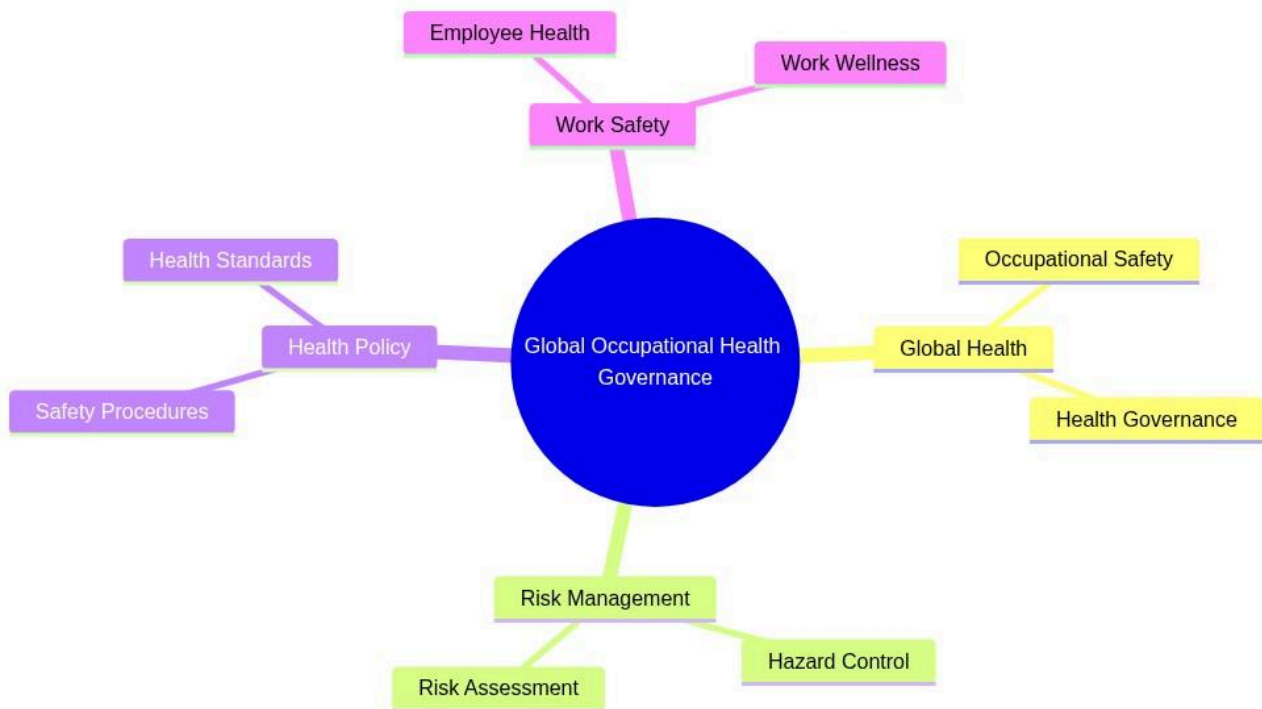 Employee Health
Work Wellness
Work Safety
Health Standards
Occupational Safety
Health Policy
Global Occupational Health
Governance
Global Health
Safety Procedures
Health Governance
Risk Management
Hazard Control
Risk Assessment